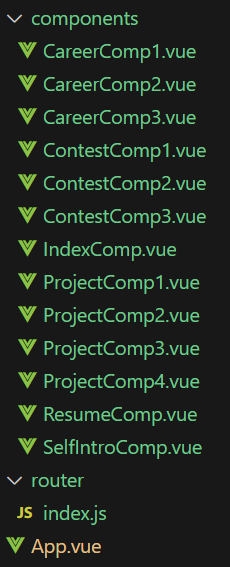 components
CareerComp1.vue
CareerComp2.vue
CareerComp3.vue
ContestComp1.vue
ContestComp2.vue
ContestComp3.vue
IndexComp.vue
ProjectComp1.vue
ProjectComp2.vue
ProjectComp3.vue
ProjectComp4.vue
ResumeComp.vue
SelfIntroComp.vue
router
JS index.js
App.vue